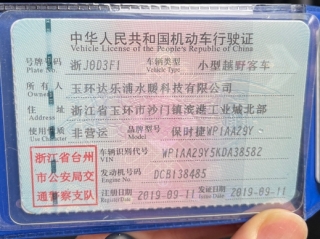 中华人民共和国机动车行驶证
Vehicle License of the People's Republic of China
号牌号码 浙J0D3F1 车辆类型 小型越野客车
Plate No. Vehicle Type
所有人 玉环达乐浦水暖科技有限公司
Owner
住址 浙江省玉环市沙门镇滨港工业城北部
Address
使用性质 非营运 品牌型号 保时捷WP1AA29Y
Use Character Model
浙江省台州 车辆识别代号 WP1AA29Y5KDA38582
VIN
市公安局交 发动机号码 DCB138485
Engine No.
通警察支队 注册日期 2019-09-11 发证日期 2019-09-11
Register Date Issue Date